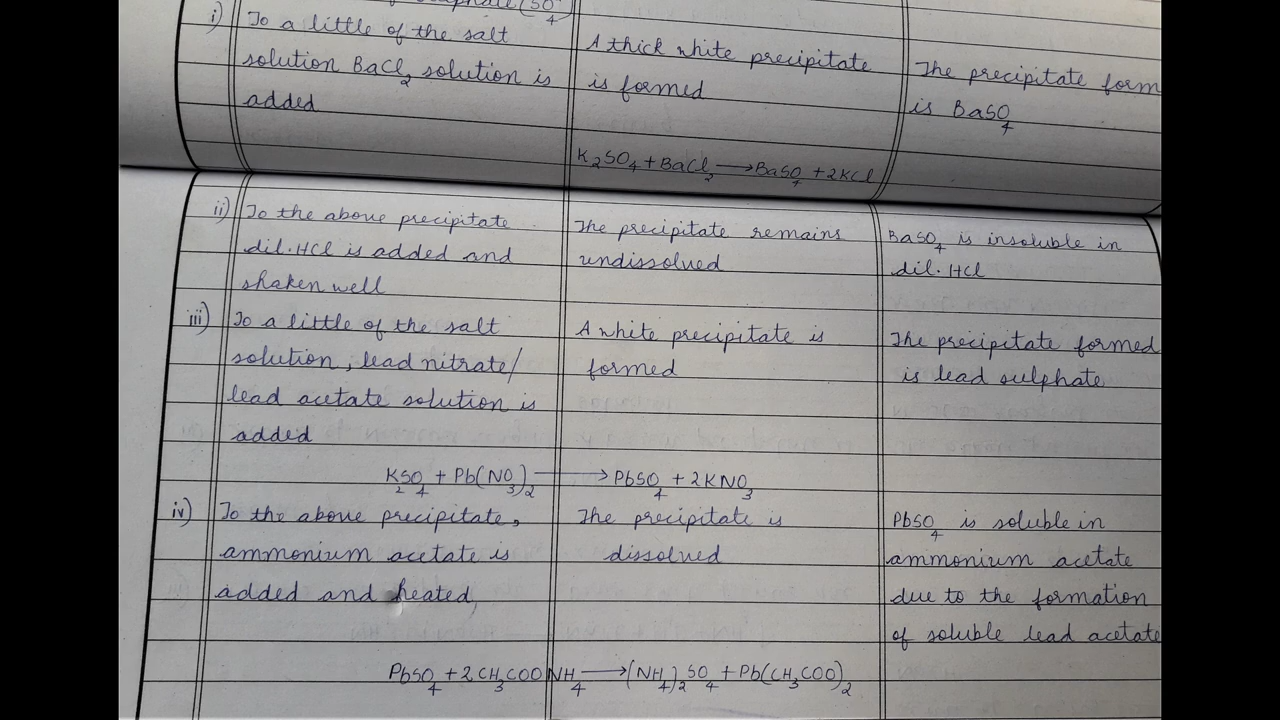 sulphate (SO₄²⁻)
i) To a little of the salt
solution BaCl₂ solution is
added
A thick white precipitate
is formed
The precipitate form
is BaSO₄
K₂SO₄ + BaCl₂ ⟶ BaSO₄ + 2KCl
ii) To the above precipitate
dil. HCl is added and
shaken well
The precipitate remains
undissolved
BaSO₄ is insoluble in
dil. HCl
iii) To a little of the salt
solution, lead nitrate/
lead acetate solution is
added
A white precipitate is
formed
The precipitate formed
is lead sulphate
K₂SO₄ + Pb(NO₃)₂ ⟶ PbSO₄ + 2KNO₃
iv) To the above precipitate,
ammonium acetate is
added and heated,
The precipitate is
dissolved
PbSO₄ is soluble in
ammonium acetate
due to the formation
of soluble lead acetate
PbSO₄ + 2CH₃COONH₄ ⟶ (NH₄)₂SO₄ + Pb(CH₃COO)₂